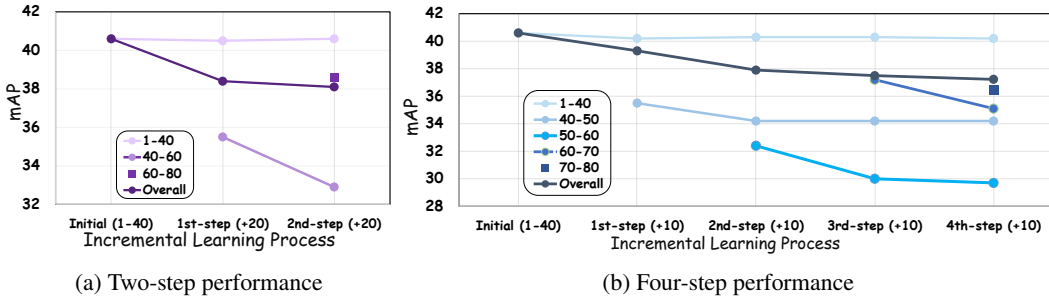 42
40
38
36
34
32
mAP
1-40
40-60
60-80
Overall
Initial (1-40) 1st-step (+20) 2nd-step (+20)
Incremental Learning Process
(a) Two-step performance
42
40
38
36
34
32
30
28
mAP
1-40
40-50
50-60
60-70
70-80
Overall
Initial (1-40) 1st-step (+10) 2nd-step (+10) 3rd-step (+10) 4th-step (+10)
Incremental Learning Process
(b) Four-step performance